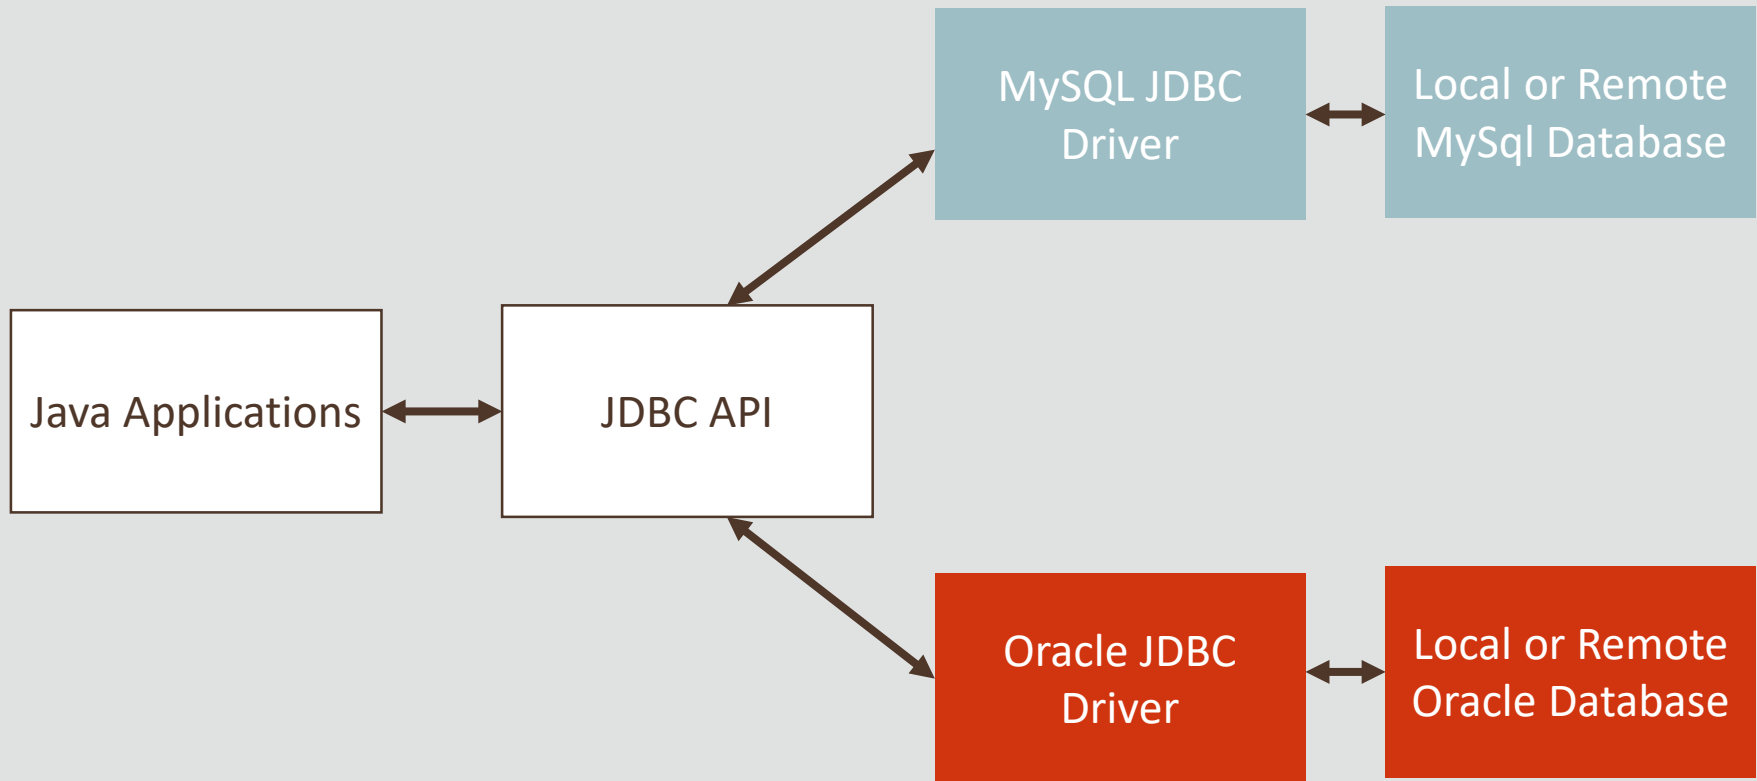 MySQL JDBC
Driver
Local or Remote
MySql Database
Java Applications
JDBC API
Oracle JDBC
Driver
Local or Remote
Oracle Database